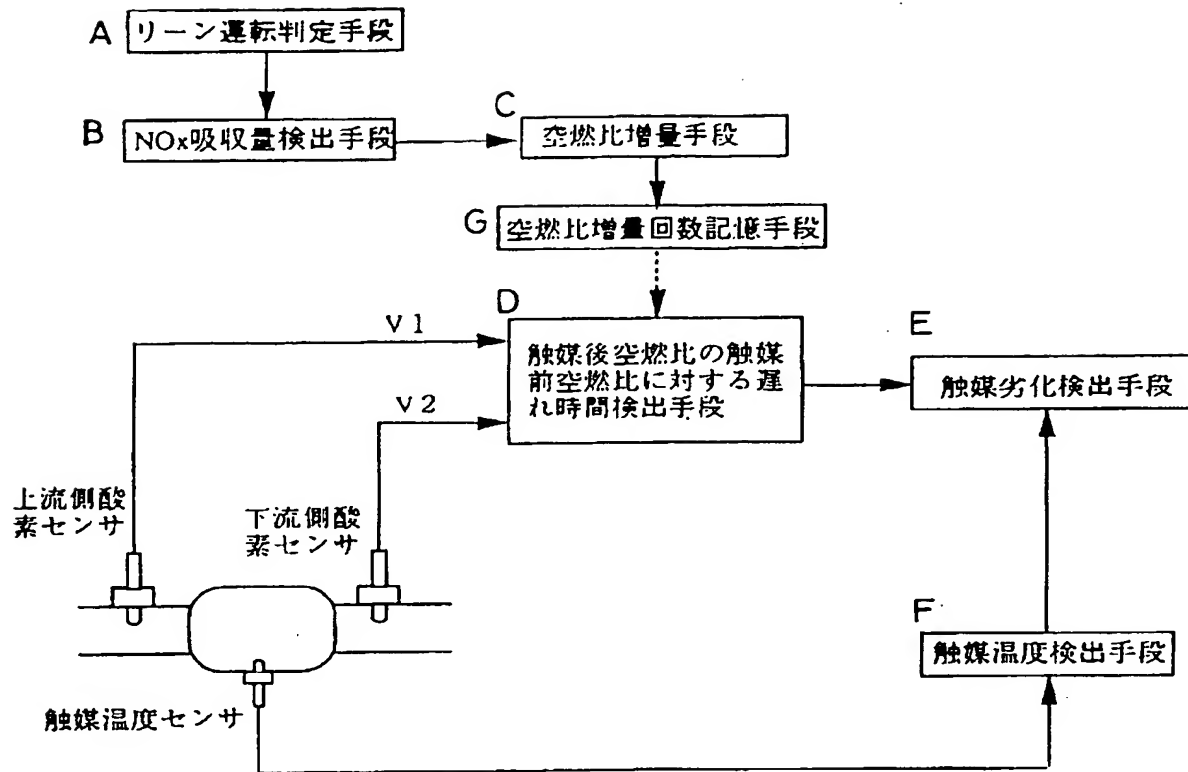 A リーン運転判定手段
B NOx吸収量検出手段
C
空燃比増量手段
G 空燃比増量回数記憶手段
D
V1
触媒後空燃比の触媒
前空燃比に対する遅
れ時間検出手段
V2
E
触媒劣化検出手段
上流側酸
素センサ
下流側酸
素センサ
F
触媒温度検出手段
触媒温度センサ